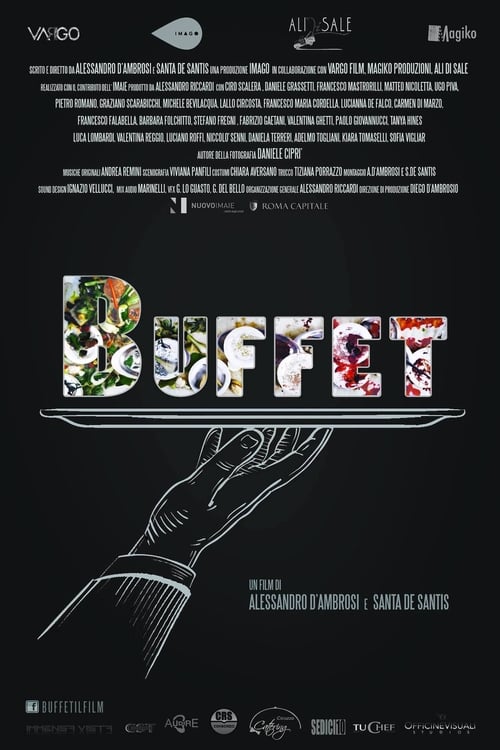 VARGO
IMAGO
ALI DI SALE
Magiko
SCRITTO E DIRETTO DA ALESSANDRO D'AMBROSI E SANTA DE SANTIS UNA PRODUZIONE IMAGO IN COLLABORAZIONE CON VARGO FILM, MAGIKO PRODUZIONI, ALI DI SALE
REALIZZATO CON IL CONTRIBUTO DELL' IMAIE PRODOTTO DA ALESSANDRO RICCARDI CON CIRO SCALERA, DANIELE GRASSETTI, FRANCESCO MASTRORILLI, MATTEO NICOLETTA, UGO PIVA,
PIETRO ROMANO, GRAZIANO SCARABICCHI, MICHELE BEVILACQUA, LALLO CIRCOSTA, FRANCESCO MARIA CORDELLA, LUCIANNA DE FALCO, CARMEN DI MARZO,
FRANCESCO FALABELLA, BARBARA FOLCHITTO, STEFANO FREGNI, FABRIZIO GAETANI, VALENTINA GHETTI, PAOLO GIOVANNUCCI, TANYA HINES
LUCA LOMBARDI, VALENTINA REGGIO, LUCIANO ROFFI, NICCOLO' SENNI, DANIELA TERRERI, ADELMO TOGLIANI, KIARA TOMASELLI, SOFIA VIGLIAR
AUTORE DELLA FOTOGRAFIA DANIELE CIPRI'
MUSICHE ORIGINALI ANDREA REMINI SCENOGRAFIA VIVIANA PANFILI COSTUMI CHIARA AVERSANO TRUCCO TIZIANA PORRAZZO MONTAGGIO A.D'AMBROSI E S.DE SANTIS
SOUND DESIGN IGNAZIO VELLUCCI, MIX AUDIO MARINELLI, VFX G. LO GUASTO, G. DEL BELLO ORGANIZZAZIONE GENERALE ALESSANDRO RICCARDI DIREZIONE DI PRODUZIONE DIEGO D'AMBROSIO
NUOVOIMAIE
ROMA CAPITALE
BUFFET
UN FILM DI
ALESSANDRO D'AMBROSI E SANTA DE SANTIS
BUFFETILFILM
IMMENSA VISTA
CRS
Catering
SEDICI:10
TU CHEF
OFFICINEVISUALI
STUDIOS